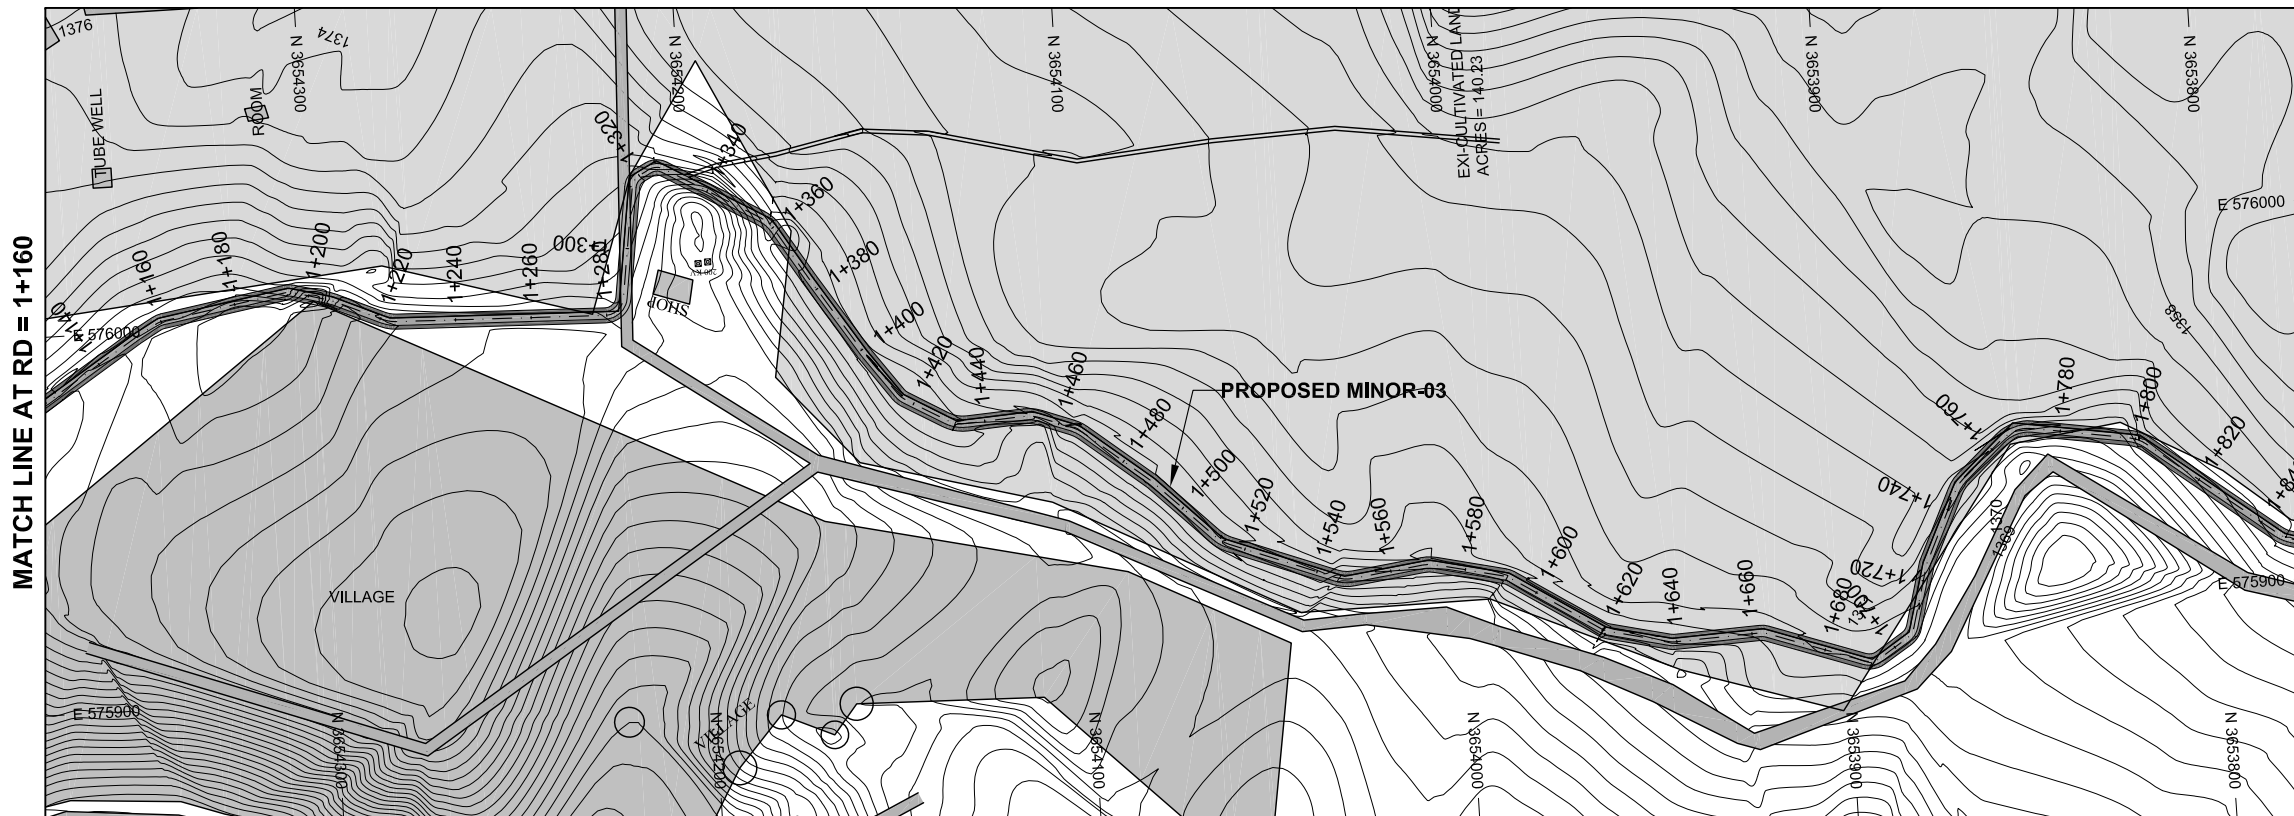 MATCH LINE AT RD = 1+160
1376
1374
N 3654300
N 3654200
N 3654100
N 3654000
N 3653900
N 3653800
EXI-CULTIVATED LAND
ACRES = 140.23
TUBE WELL
ROOM
E 576000
E 576000
1+160
1+180
1+200
1+220
1+240
1+260
1+280
1+300
1+320
1+340
1+360
1+380
1+400
1+420
1+440
1+460
1+480
1+500
1+520
1+540
1+560
1+580
1+600
1+620
1+640
1+660
1+680
1+700
1+720
1+740
1+760
1+780
1+800
1+820
200 KV
SHOP
PROPOSED MINOR-03
1358
1370
1369
VILLAGE
VILLAGE
E 575900
E 575900
N 3654300
N 3654200
N 3654100
N 3654000
N 3653900
N 3653800